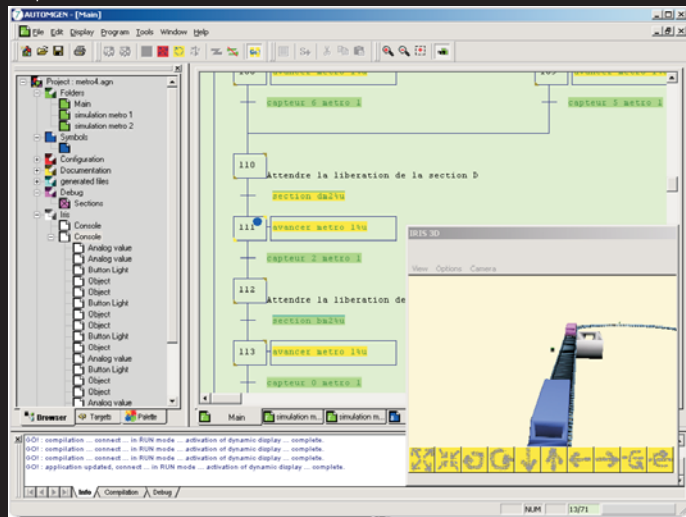 AUTOMGEN - [Main]
File Edit Display Program Tools Window Help
GO!
Project : metro4.agn
Folders
Main
simulation metro 1
simulation metro 2
Symbols
Configuration
Documentation
generated files
Debug
Sections
Iris
Console
Console
Analog value
Analog value
Button Light
Object
Object
Button Light
Object
Object
Button Light
Object
Analog value
Button Light
Object
Object
Analog value
Browser Targets Palette
avancer metro 1%u
109
capteur 6 metro 1
capteur 3 metro 1
110
Attendre la liberation de la section D
section dm2%u
111
avancer metro 1%u
capteur 2 metro 1
112
Attendre la liberation de
section bm2%u
113
avancer metro 1%u
capteur 0 metro 1
Main simulation m... simulation m...
IRIS 3D
View Options Camera
GO! : compilation ... connect ... in RUN mode ... activation of dynamic display ... complete.
GO! : compilation ... connect ... in RUN mode ... activation of dynamic display ... complete.
GO! : compilation ... connect ... in RUN mode ... activation of dynamic display ... complete.
GO! : application updated, connect ... in RUN mode ... activation of dynamic display ... complete.
Info Compilation Debug
NUM 13/71